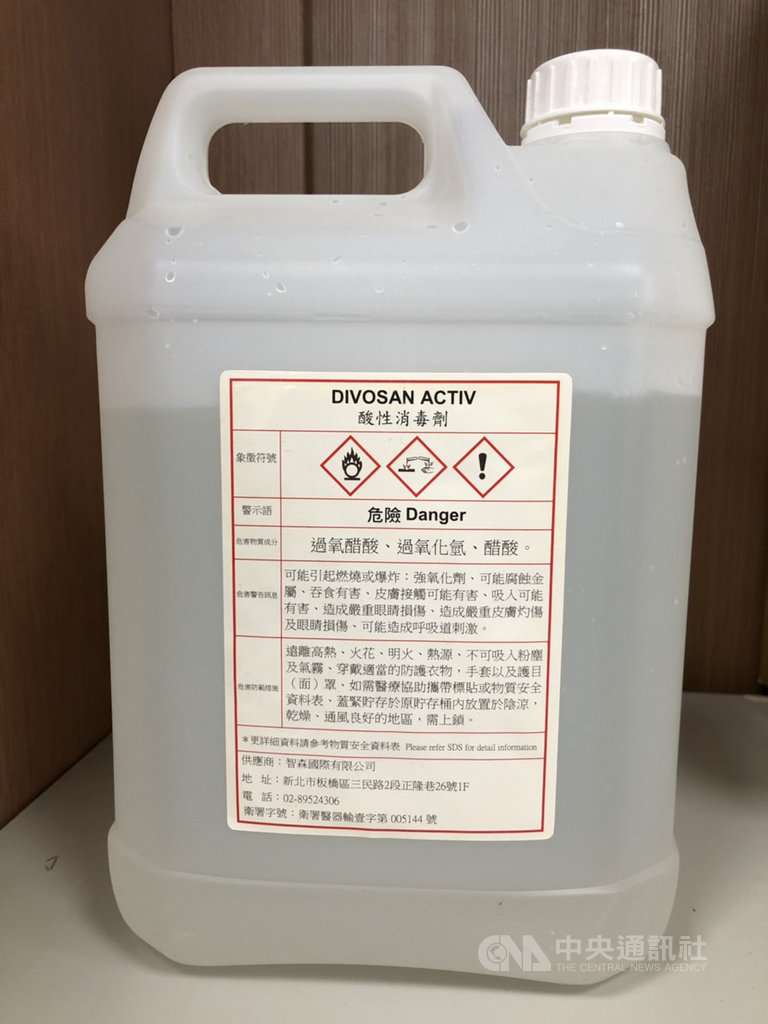 DIVOSAN ACTIV
酸性消毒劑
象徵符號
警示語
危險 Danger
危害物質成分
過氧醋酸、過氧化氫、醋酸。
危害警告訊息
可能引起燃燒或爆炸：強氧化劑、可能腐蝕金
屬、吞食有害、皮膚接觸可能有害、吸入可能
有害、造成嚴重眼睛損傷、造成嚴重皮膚灼傷
及眼睛損傷、可能造成呼吸道刺激。
危害防範措施
遠離高熱、火花、明火、熱源、不可吸入粉塵
及氣霧、穿戴適當的防護衣物，手套以及護目
（面）罩、如需醫療協助攜帶標貼或物質安全
資料表、蓋緊貯存於原貯存桶內放置於陰涼，
乾燥、通風良好的地區，需上鎖。
＊更詳細資料請參考物質安全資料表 Please refer SDS for detail information
供應商：智森國際有限公司
地 址：新北市板橋區三民路2段正隆巷26號1F
電 話：02-89524306
衛署字號：衛署醫器輸壹字第 005144 號
CNA 中央通訊社
THE CENTRAL NEWS AGENCY